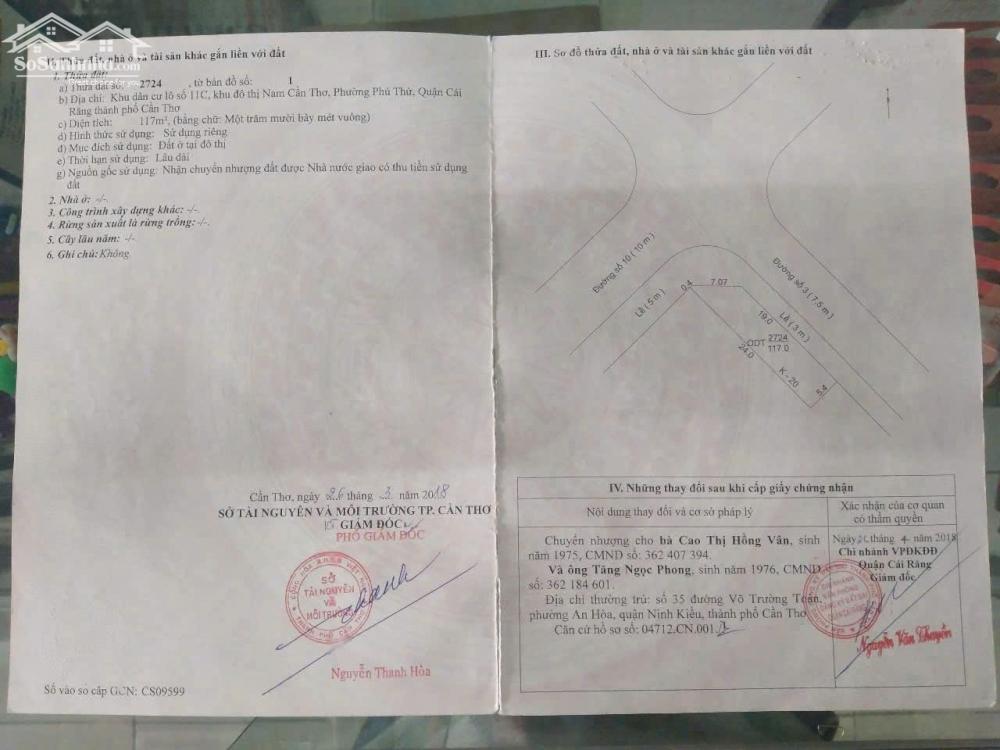 SoSanhNha.com
II. Thửa đất, nhà ở và tài sản khác gắn liền với đất
1. Thửa đất:
a) Thửa đất số: 2724 , tờ bản đồ số: 1
b) Địa chỉ: Khu dân cư lô số 11C, khu đô thị Nam Cần Thơ, Phường Phú Thứ, Quận Cái
Răng thành phố Cần Thơ
c) Diện tích: 117m², (bằng chữ: Một trăm mười bảy mét vuông)
d) Hình thức sử dụng: Sử dụng riêng
đ) Mục đích sử dụng: Đất ở tại đô thị
e) Thời hạn sử dụng: Lâu dài
g) Nguồn gốc sử dụng: Nhận chuyển nhượng đất được Nhà nước giao có thu tiền sử dụng
đất
2. Nhà ở: -/-
3. Công trình xây dựng khác: -/-
4. Rừng sản xuất là rừng trồng: -/-
5. Cây lâu năm: -/-
6. Ghi chú: Không
Cần Thơ, ngày 26 tháng 3 năm 2018
SỞ TÀI NGUYÊN VÀ MÔI TRƯỜNG TP. CẦN THƠ
GIÁM ĐỐC
PHÓ GIÁM ĐỐC
SỞ
TÀI NGUYÊN
VÀ
MÔI TRƯỜNG
Nguyễn Thanh Hòa
Số vào sổ cấp GCN: CS09599
III. Sơ đồ thửa đất, nhà ở và tài sản khác gắn liền với đất
Đường số 10 ( 10 m )
Lề ( 5 m )
0.4
7.07
Đường số 3 ( 7.5 m )
19.0
Lề ( 3 m )
ODT 2724
117.0
24.0
K - 20
5.4
IV. Những thay đổi sau khi cấp giấy chứng nhận
Nội dung thay đổi và cơ sở pháp lý
Xác nhận của cơ quan
có thẩm quyền
Chuyển nhượng cho bà Cao Thị Hồng Vân, sinh
năm 1975, CMND số: 362 407 394.
Và ông Tăng Ngọc Phong, sinh năm 1976, CMND
số: 362 184 601.
Địa chỉ thường trú: số 35 đường Võ Trường Toản,
phường An Hòa, quận Ninh Kiều, thành phố Cần Thơ
Căn cứ hồ sơ số: 04712.CN.001
Ngày tháng 4 năm 2018
Chi nhánh VPĐKĐĐ
Quận Cái Răng
Giám đốc
Nguyễn Văn Thuyền